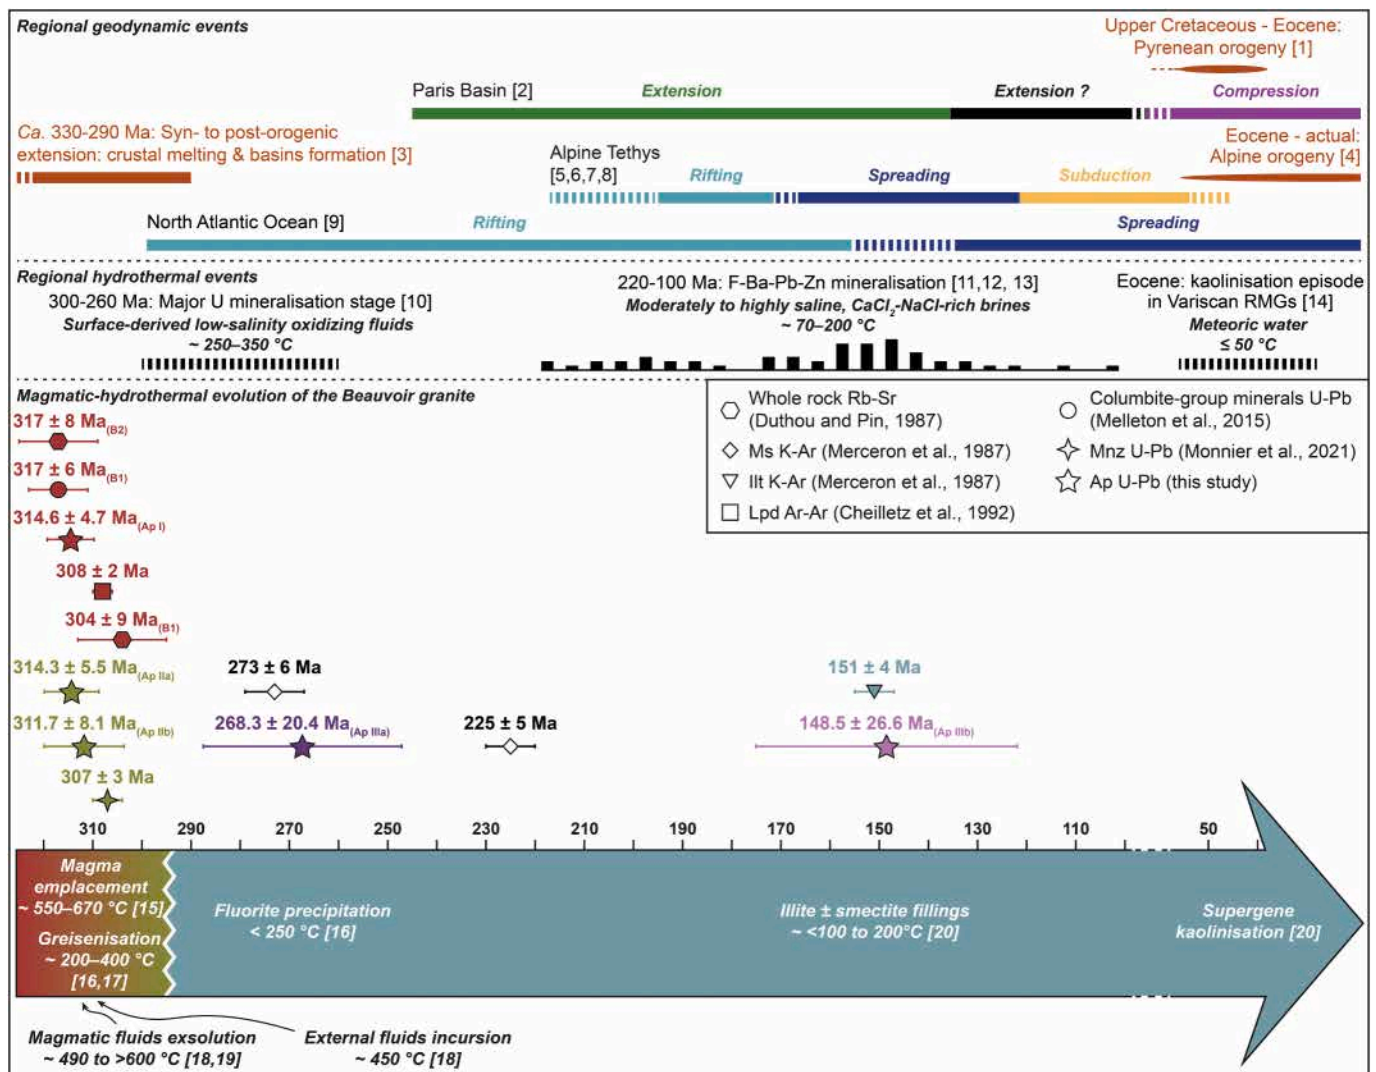 Regional geodynamic events
Upper Cretaceous - Eocene:
Pyrenean orogeny [1]
Paris Basin [2]
Extension
Extension ?
Compression
Ca. 330-290 Ma: Syn- to post-orogenic
extension: crustal melting & basins formation [3]
Eocene - actual:
Alpine orogeny [4]
Alpine Tethys
[5,6,7,8]
Rifting
Spreading
Subduction
North Atlantic Ocean [9]
Rifting
Spreading
Regional hydrothermal events
300-260 Ma: Major U mineralisation stage [10]
Surface-derived low-salinity oxidizing fluids
~ 250–350 °C
220-100 Ma: F-Ba-Pb-Zn mineralisation [11,12, 13]
Moderately to highly saline, CaCl2-NaCl-rich brines
~ 70–200 °C
Eocene: kaolinisation episode
in Variscan RMGs [14]
Meteoric water
≤ 50 °C
Magmatic-hydrothermal evolution of the Beauvoir granite
Whole rock Rb-Sr
(Duthou and Pin, 1987)
Ms K-Ar (Merceron et al., 1987)
Ilt K-Ar (Merceron et al., 1987)
Lpd Ar-Ar (Cheilletz et al., 1992)
Columbite-group minerals U-Pb
(Melleton et al., 2015)
Mnz U-Pb (Monnier et al., 2021)
Ap U-Pb (this study)
317 ± 8 Ma(B2)
317 ± 6 Ma(B1)
314.6 ± 4.7 Ma(Ap I)
308 ± 2 Ma
304 ± 9 Ma(B1)
314.3 ± 5.5 Ma(Ap IIa)
273 ± 6 Ma
151 ± 4 Ma
311.7 ± 8.1 Ma(Ap IIb)
268.3 ± 20.4 Ma(Ap IIIa)
225 ± 5 Ma
148.5 ± 26.6 Ma(Ap IIIb)
307 ± 3 Ma
310 290 270 250 230 210 190 170 150 130 110 50
Magma
emplacement
~ 550–670 °C [15]
Greisenisation
~ 200–400 °C
[16,17]
Fluorite precipitation
< 250 °C [16]
Illite ± smectite fillings
~ <100 to 200°C [20]
Supergene
kaolinisation [20]
Magmatic fluids exsolution
~ 490 to >600 °C [18,19]
External fluids incursion
~ 450 °C [18]